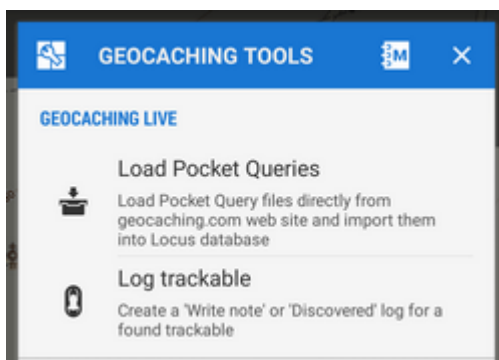 GEOCACHING TOOLS
M
GEOCACHING LIVE
Load Pocket Queries
Load Pocket Query files directly from
geocaching.com web site and import them
into Locus database
Log trackable
Create a 'Write note' or 'Discovered' log for a
found trackable